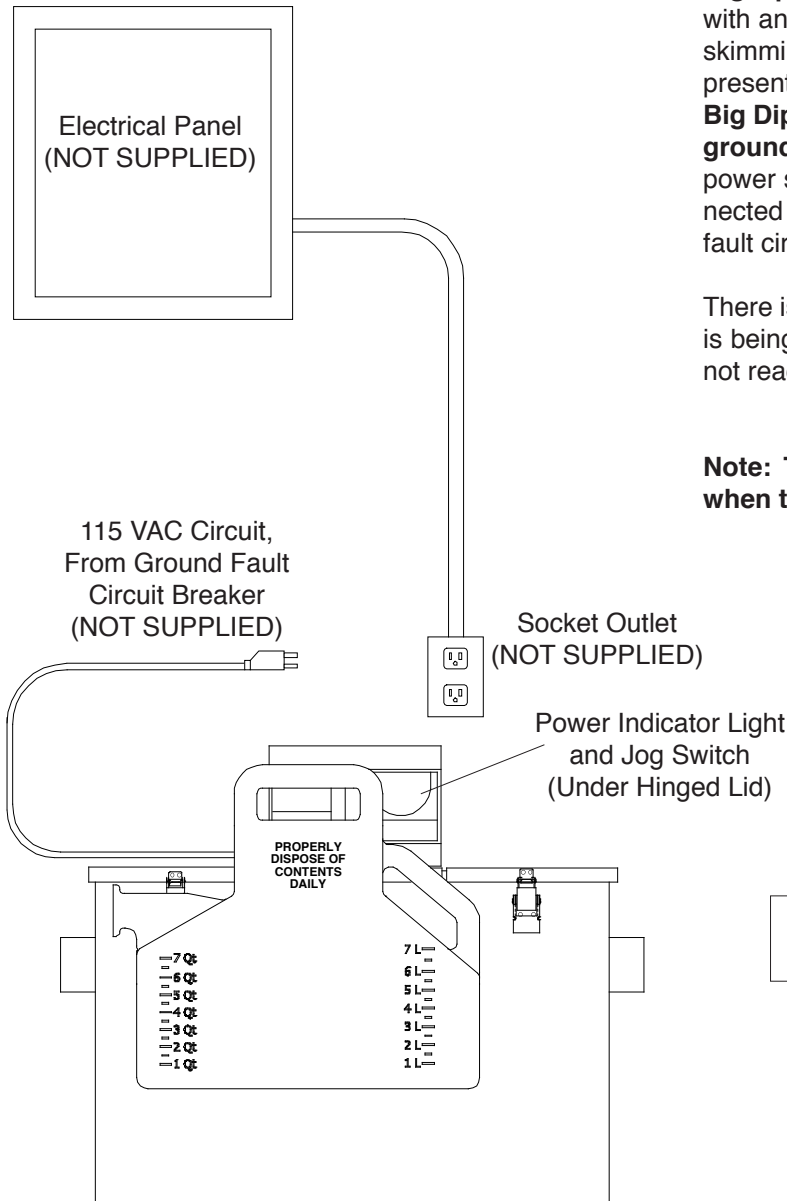 Electrical Panel
(NOT SUPPLIED)
with an
present
Big Dip
ground
power s
nected
fault cir
There is
is being
not rea
Note: T
when t
115 VAC Circuit,
From Ground Fault
Circuit Breaker
(NOT SUPPLIED)
Socket Outlet
(NOT SUPPLIED)
Power Indicator Light
and Jog Switch
(Under Hinged Lid)
PROPERLY
DISPOSE OF
CONTENTS
DAILY
7 Qt
6 Qt
5 Qt
4 Qt
3 Qt
2 Qt
1 Qt
7 L
6 L
5 L
4 L
3 L
2 L
1 L